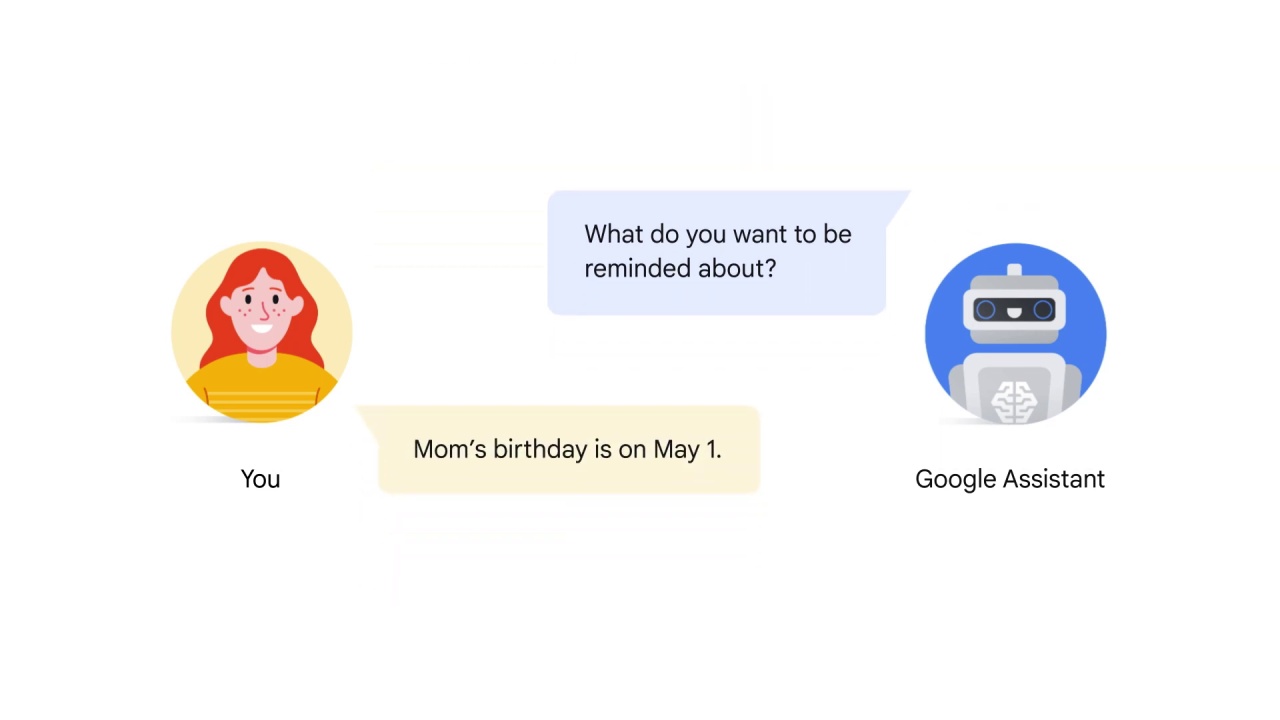 What do you want to be
reminded about?
Mom’s birthday is on May 1.
You
Google Assistant